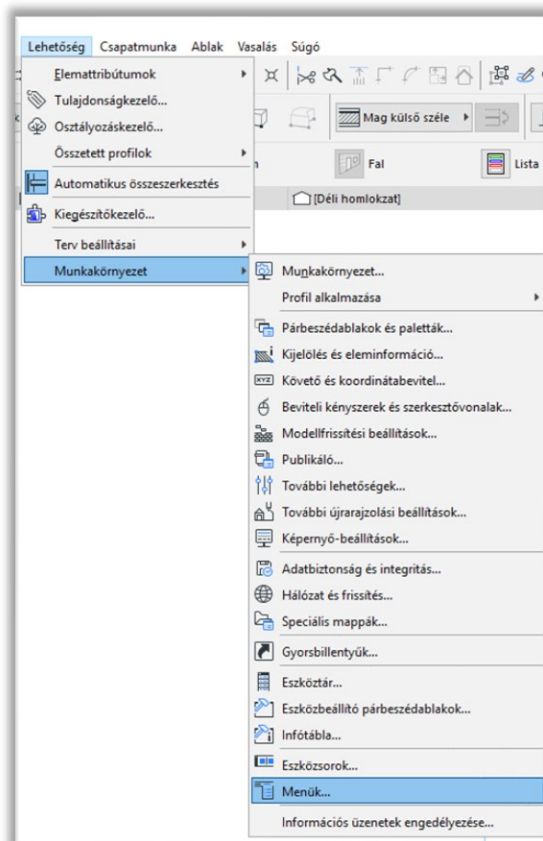 Lehetőség Csapatmunka Ablak Vasalás Súgó
Elemattribútumok
Tulajdonságkezelő...
Osztályozáskezelő...
Mag külső széle
Összetett profilok
Fal
Lista
Automatikus összeszerkesztés
[Déli homlokzat]
Kiegészítőkezelő...
Terv beállításai
Munkakörnyezet
Munkakörnyezet...
Profil alkalmazása
Párbeszédablakok és paletták...
Kijelölés és eleminformáció...
XYZ Követő és koordinátabevitel...
Beviteli kényszerek és szerkesztővonalak...
Modellfrissítési beállítások...
Publikáló...
További lehetőségek...
További újrarajzolási beállítások...
Képernyő-beállítások...
Adatbiztonság és integritás...
Hálózat és frissítés...
Speciális mappák...
Gyorsbillentyűk...
Eszköztár...
Eszközbeállító párbeszédablakok...
Infótábla...
Eszközsorok...
Menük...
Információs üzenetek engedélyezése...